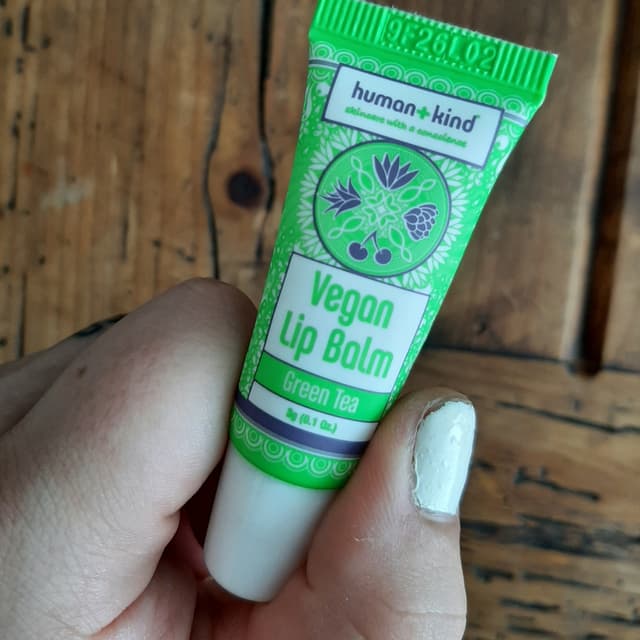 9F26L02
human+kind
skincare with a conscience
Vegan
Lip Balm
Green Tea
3g (0.1 Oz.)